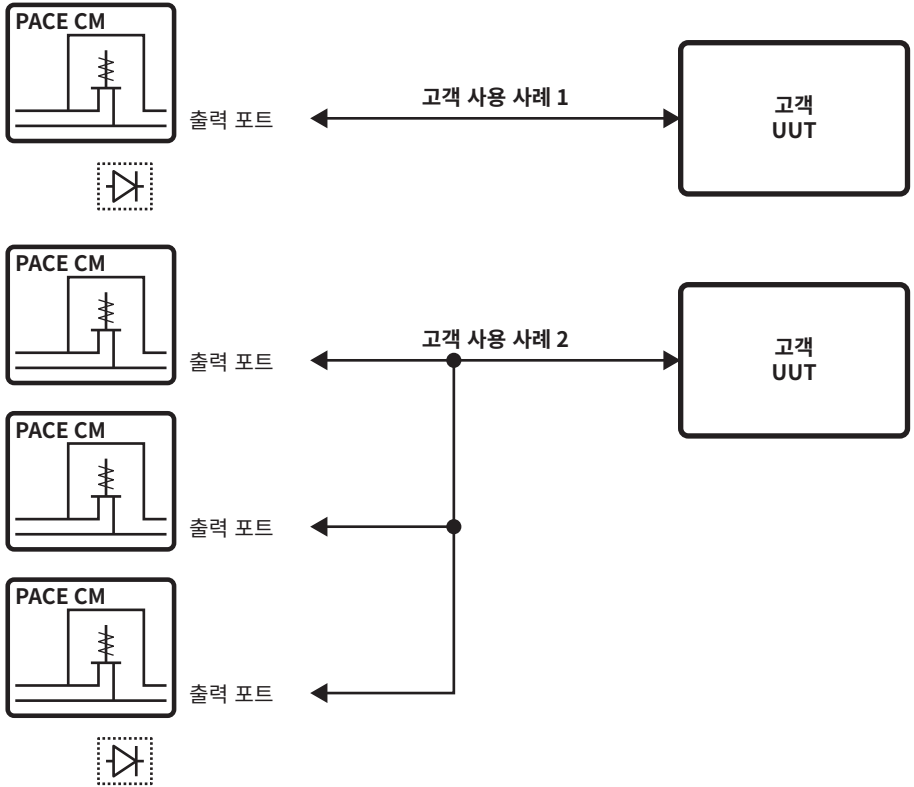 PACE CM
출력 포트
고객 사용 사례 1
고객
UUT
PACE CM
출력 포트
고객 사용 사례 2
고객
UUT
PACE CM
출력 포트
PACE CM
출력 포트